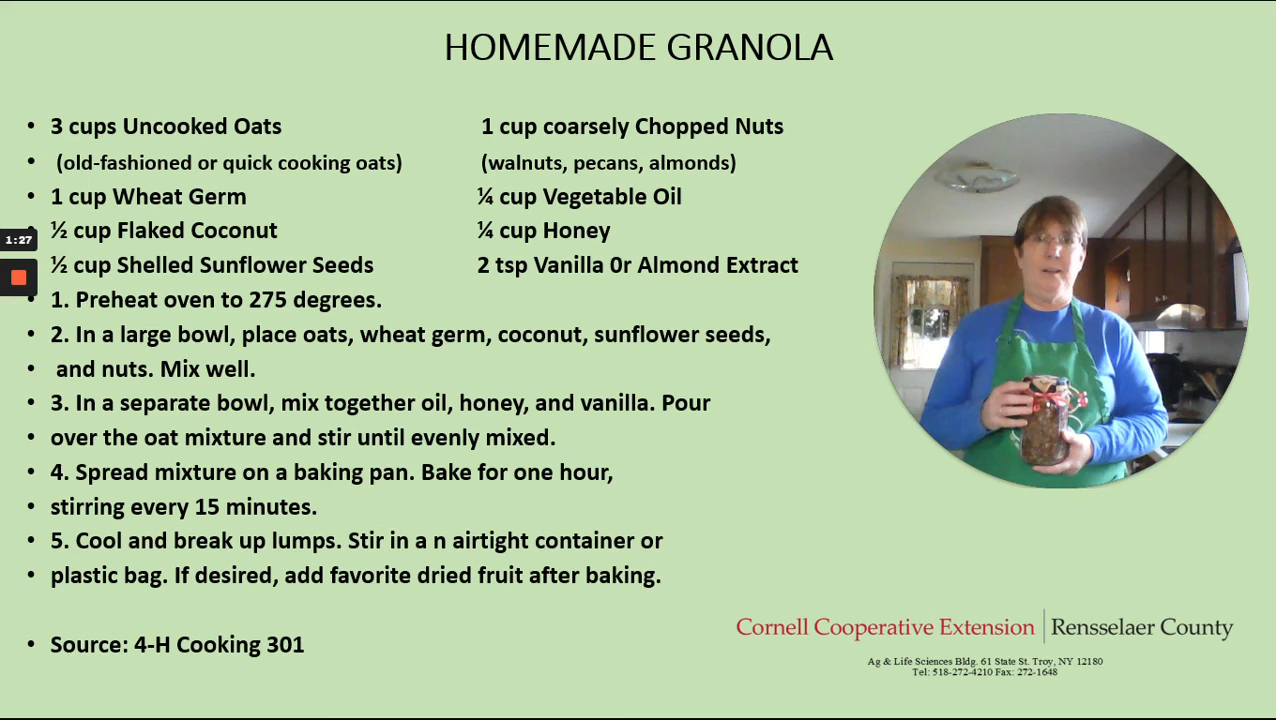 HOMEMADE GRANOLA
• 3 cups Uncooked Oats 1 cup coarsely Chopped Nuts
• (old-fashioned or quick cooking oats) (walnuts, pecans, almonds)
• 1 cup Wheat Germ ¼ cup Vegetable Oil
• ½ cup Flaked Coconut ¼ cup Honey
1:27
½ cup Shelled Sunflower Seeds 2 tsp Vanilla 0r Almond Extract
• 1. Preheat oven to 275 degrees.
• 2. In a large bowl, place oats, wheat germ, coconut, sunflower seeds,
• and nuts. Mix well.
• 3. In a separate bowl, mix together oil, honey, and vanilla. Pour
• over the oat mixture and stir until evenly mixed.
• 4. Spread mixture on a baking pan. Bake for one hour,
• stirring every 15 minutes.
• 5. Cool and break up lumps. Stir in a n airtight container or
• plastic bag. If desired, add favorite dried fruit after baking.
• Source: 4-H Cooking 301
Cornell Cooperative Extension | Rensselaer County
Ag & Life Sciences Bldg. 61 State St. Troy, NY 12180
Tel: 518-272-4210 Fax: 272-1648